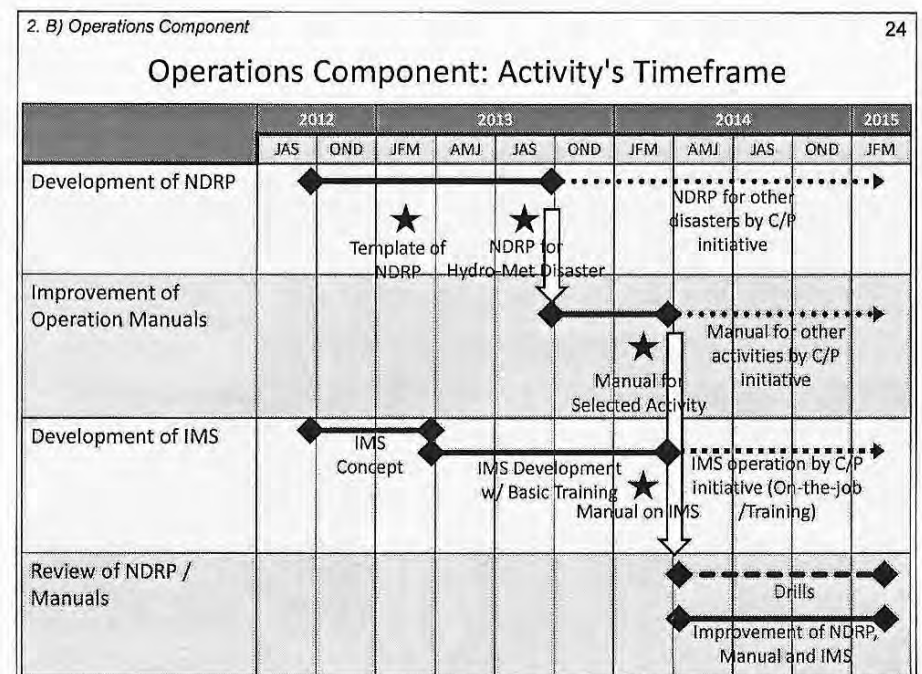 2. B) Operations Component
24
Operations Component: Activity's Timeframe
2012 2013 2014 2015
JAS OND JFM AMJ JAS OND JFM AMJ JAS OND JFM
Development of NDRP
Template of
NDRP
NDRP for
Hydro-Met Disaster
NDRP for other
disasters by C/P
initiative
Improvement of
Operation Manuals
Manual for
Selected Activity
Manual for other
activities by C/P
initiative
Development of IMS
IMS
Concept
IMS Development
w/ Basic Training
Manual on IMS
IMS operation by C/P
initiative (On-the-job
/Training)
Review of NDRP /
Manuals
Drills
Improvement of NDRP,
Manual and IMS